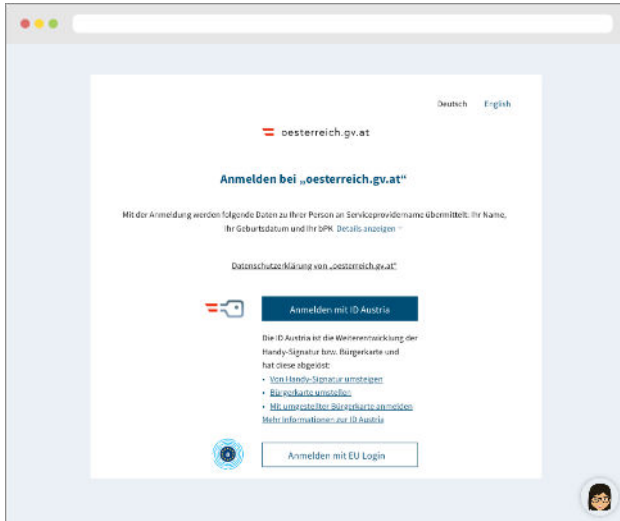 Deutsch English
oesterreich.gv.at
Anmelden bei „oesterreich.gv.at“
Mit der Anmeldung werden folgende Daten zu Ihrer Person an Serviceprovidername übermittelt: Ihr Name,
Ihr Geburtsdatum und Ihr bPK. Details anzeigen
Datenschutzerklärung von „oesterreich.gv.at“
Anmelden mit ID Austria
Die ID Austria ist die Weiterentwicklung der
Handy-Signatur bzw. Bürgerkarte und
hat diese abgelöst:
• Von Handy-Signatur umsteigen
• Bürgerkarte umstellen
• Mit umgestellter Bürgerkarte anmelden
Mehr Informationen zur ID Austria
Anmelden mit EU Login